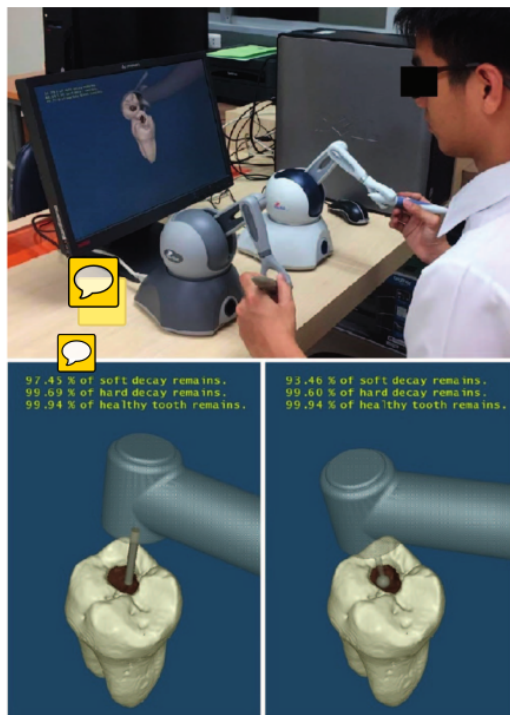 97.45 % of soft decay remains.
99.69 % of hard decay remains.
99.94 % of healthy tooth remains.
93.46 % of soft decay remains.
99.60 % of hard decay remains.
99.94 % of healthy tooth remains.